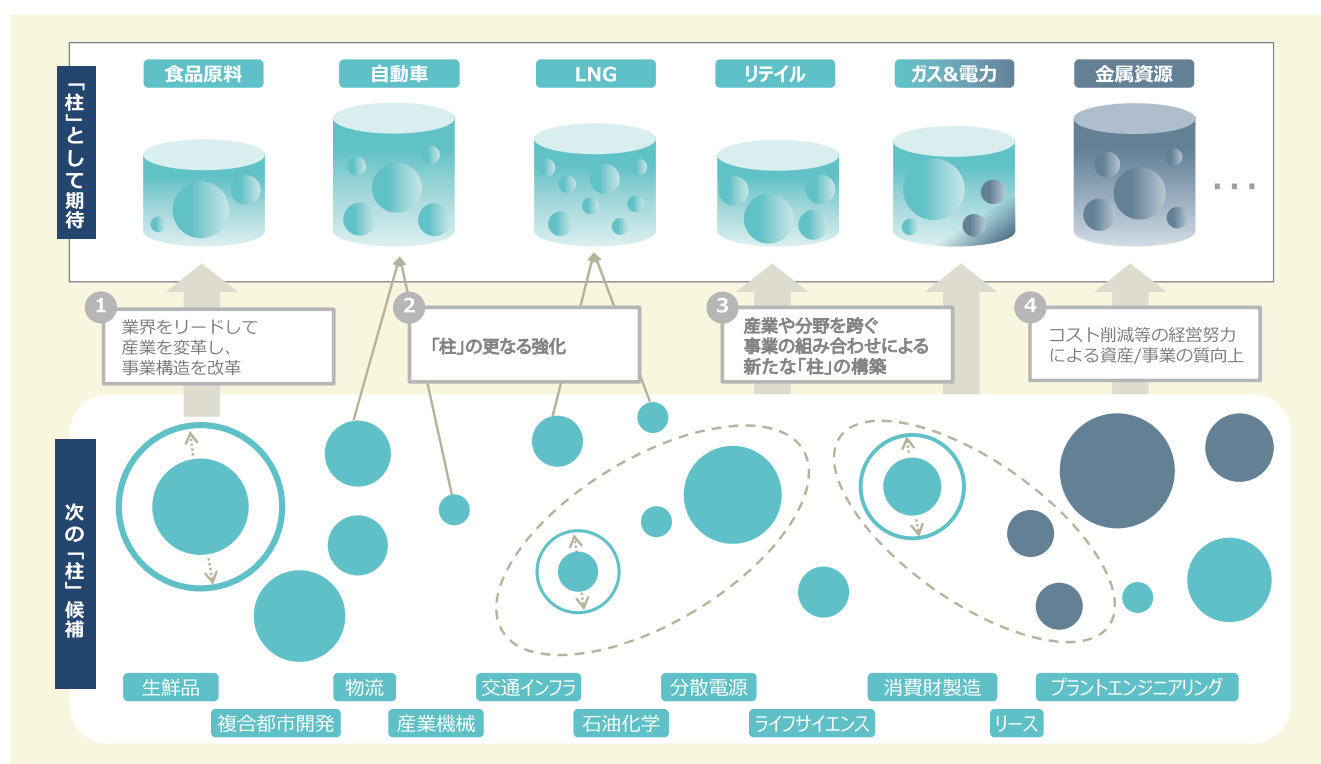 「柱」として期待
食品原料
自動車
LNG
リテイル
ガス&電力
金属資源
...
1
業界をリードして
産業を変革し、
事業構造を改革
2
「柱」の更なる強化
3
産業や分野を跨ぐ
事業の組み合わせによる
新たな「柱」の構築
4
コスト削減等の経営努力
による資産/事業の質向上
次の「柱」候補
生鮮品
物流
交通インフラ
分散電源
消費財製造
プラントエンジニアリング
複合都市開発
産業機械
石油化学
ライフサイエンス
リース